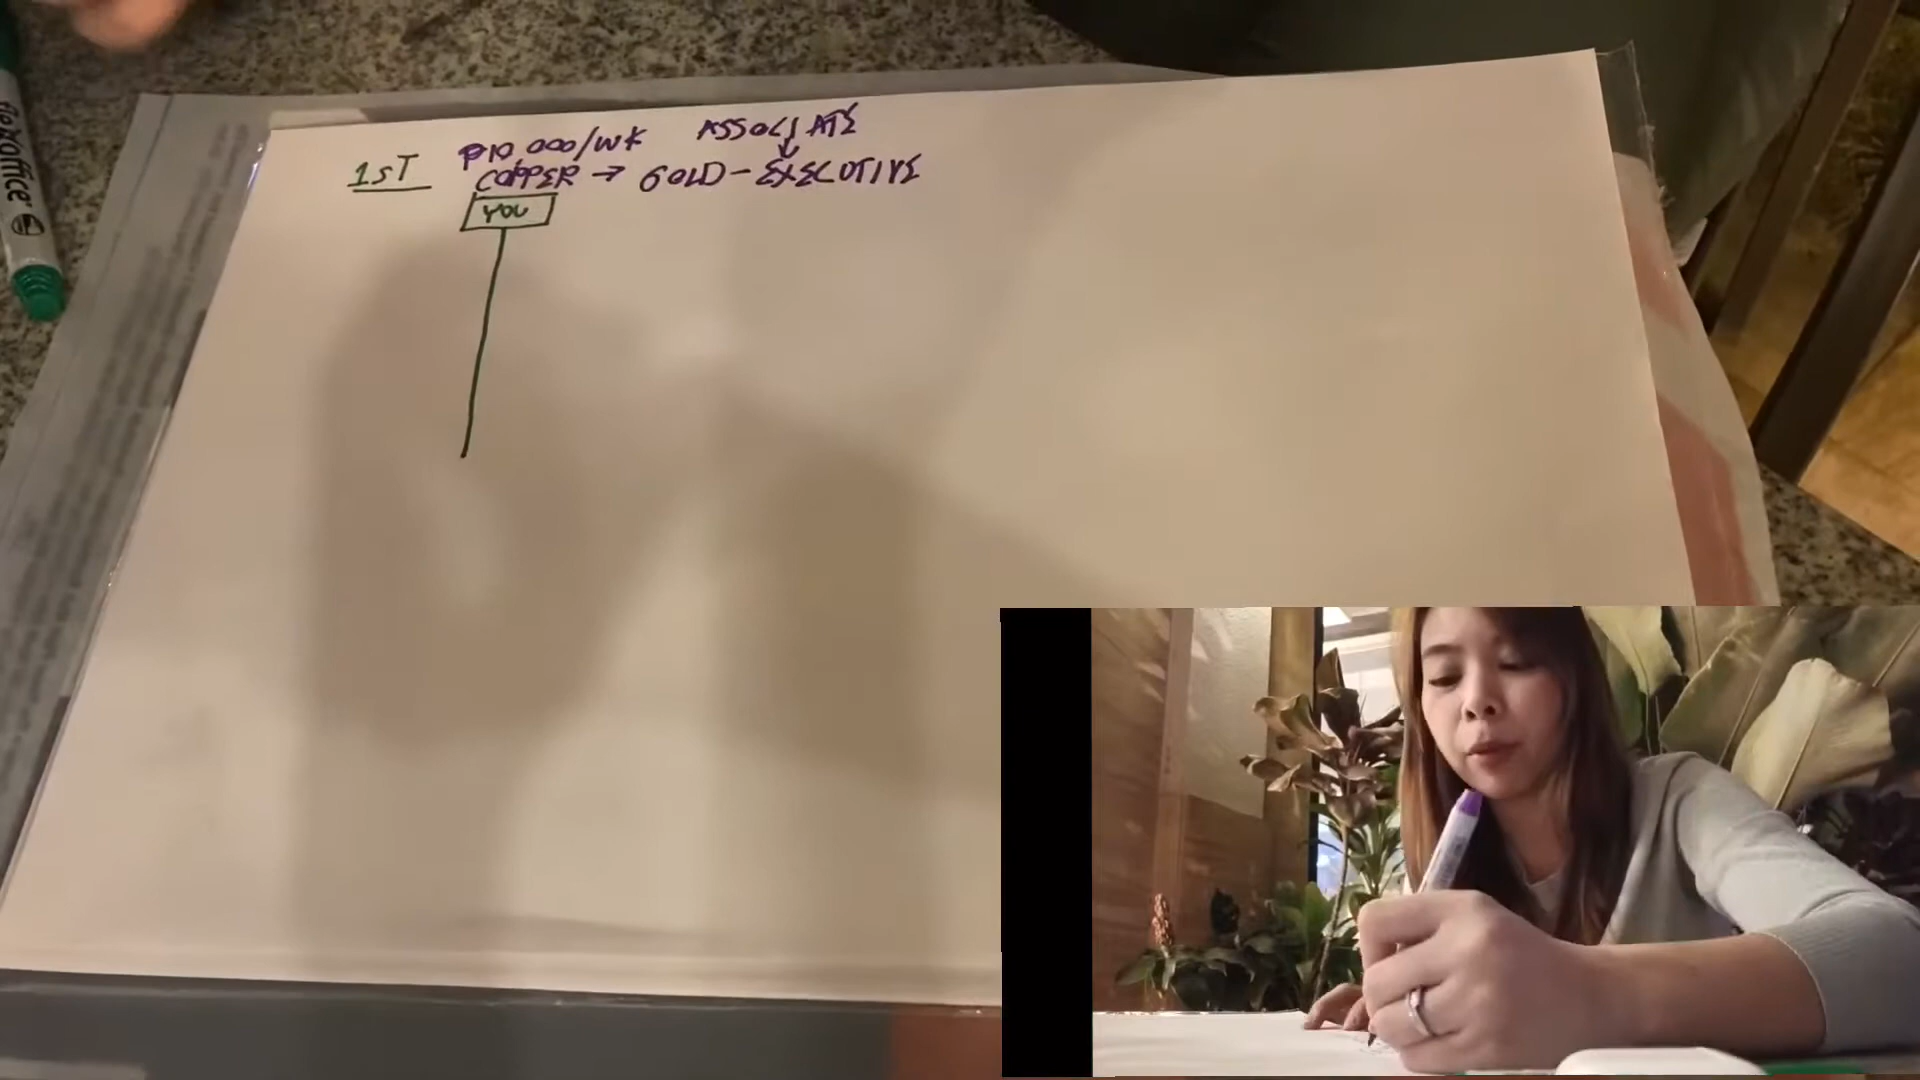 flexoffice
1ST
₱10,000/WK ASSOCIATE
COPPER → GOLD - EXECUTIVE
YOU